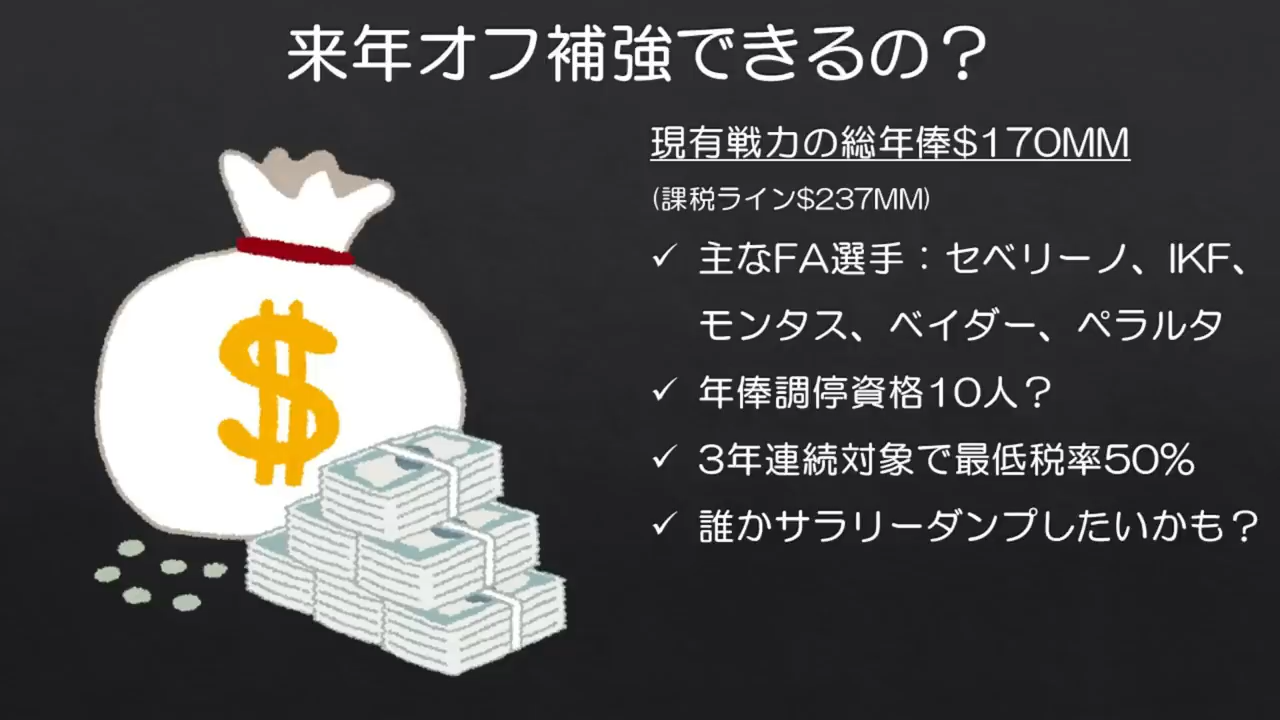 来年オフ補強できるの？
現有戦力の総年俸$170MM
(課税ライン$237MM)
✓ 主なFA選手：セベリーノ、IKF、
モンタス、ベイダー、ペラルタ
✓ 年俸調停資格10人？
✓ 3年連続対象で最低税率50%
✓ 誰かサラリーダンプしたいかも？
$